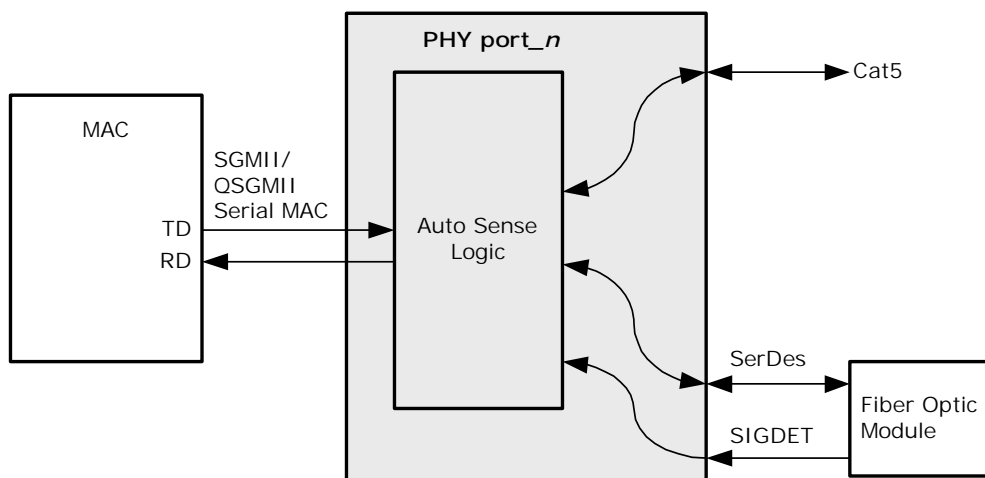 PHY port_n
Cat5
MAC
SGMII/
QSGMII
Serial MAC
TD
RD
Auto Sense
Logic
SerDes
SIGDET
Fiber Optic
Module